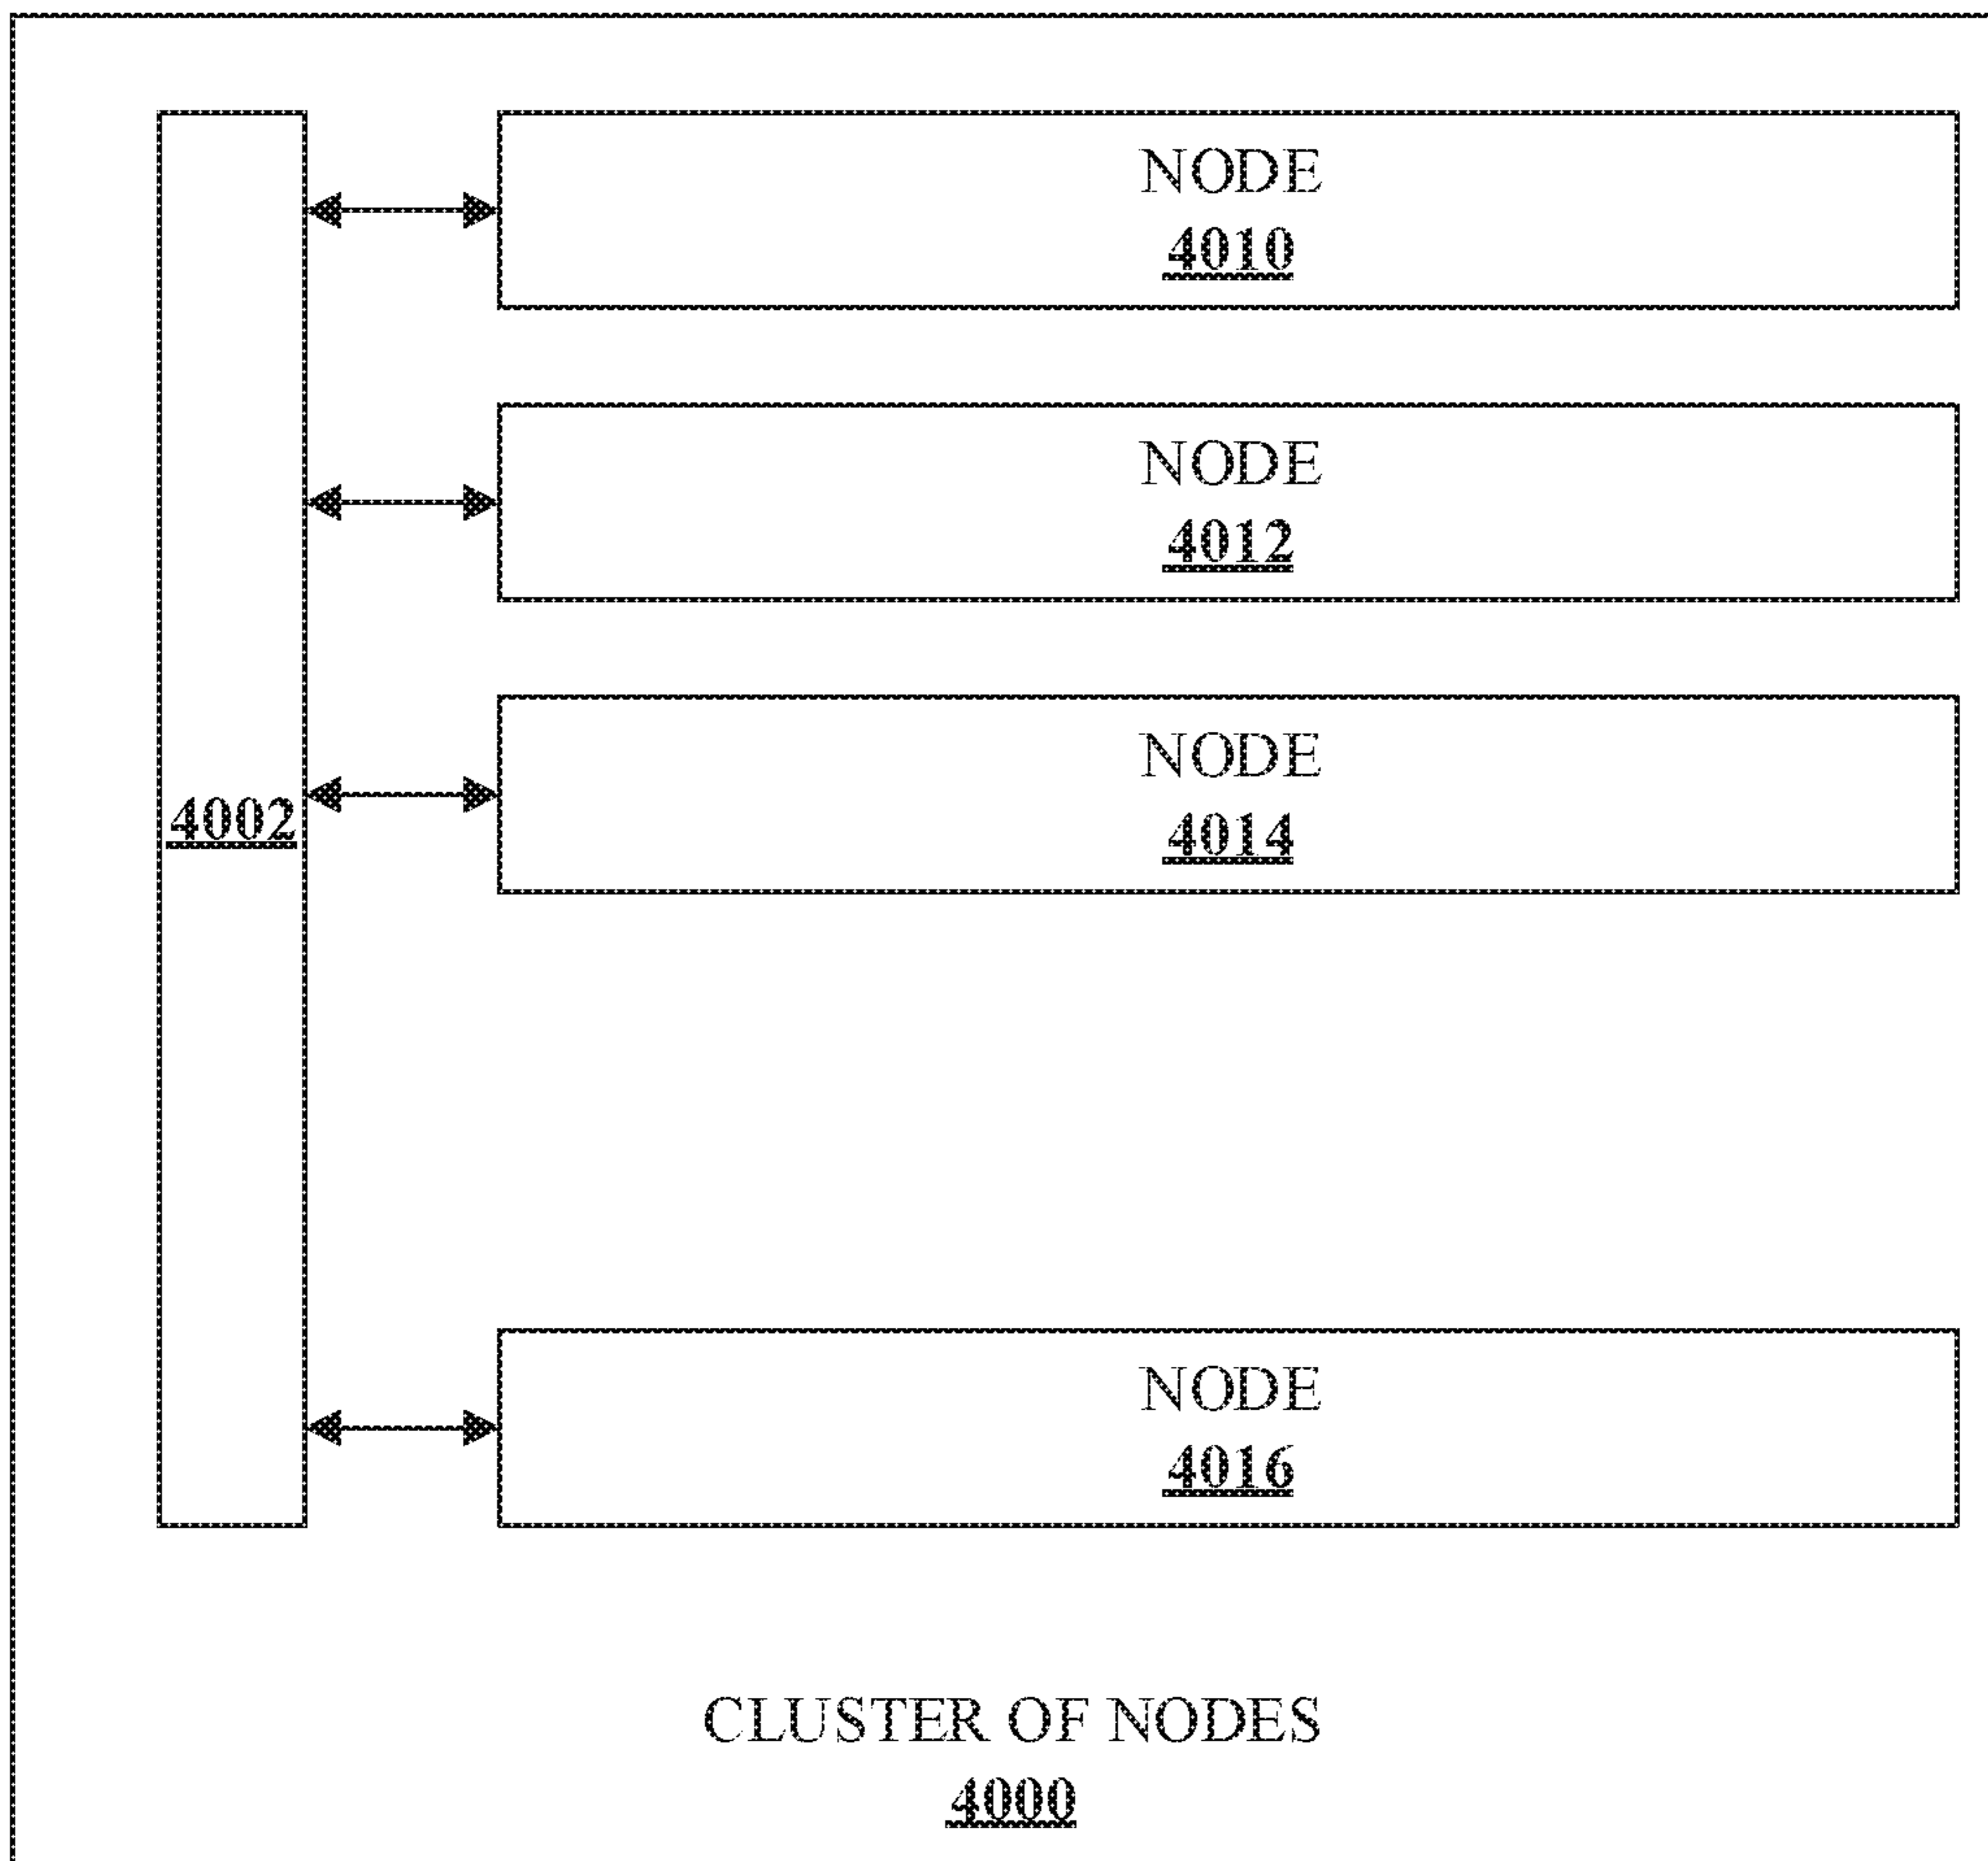 NODE
4010
NODE
4012
NODE
4014
4002
NODE
4016
CLUSTER OF NODES
4000